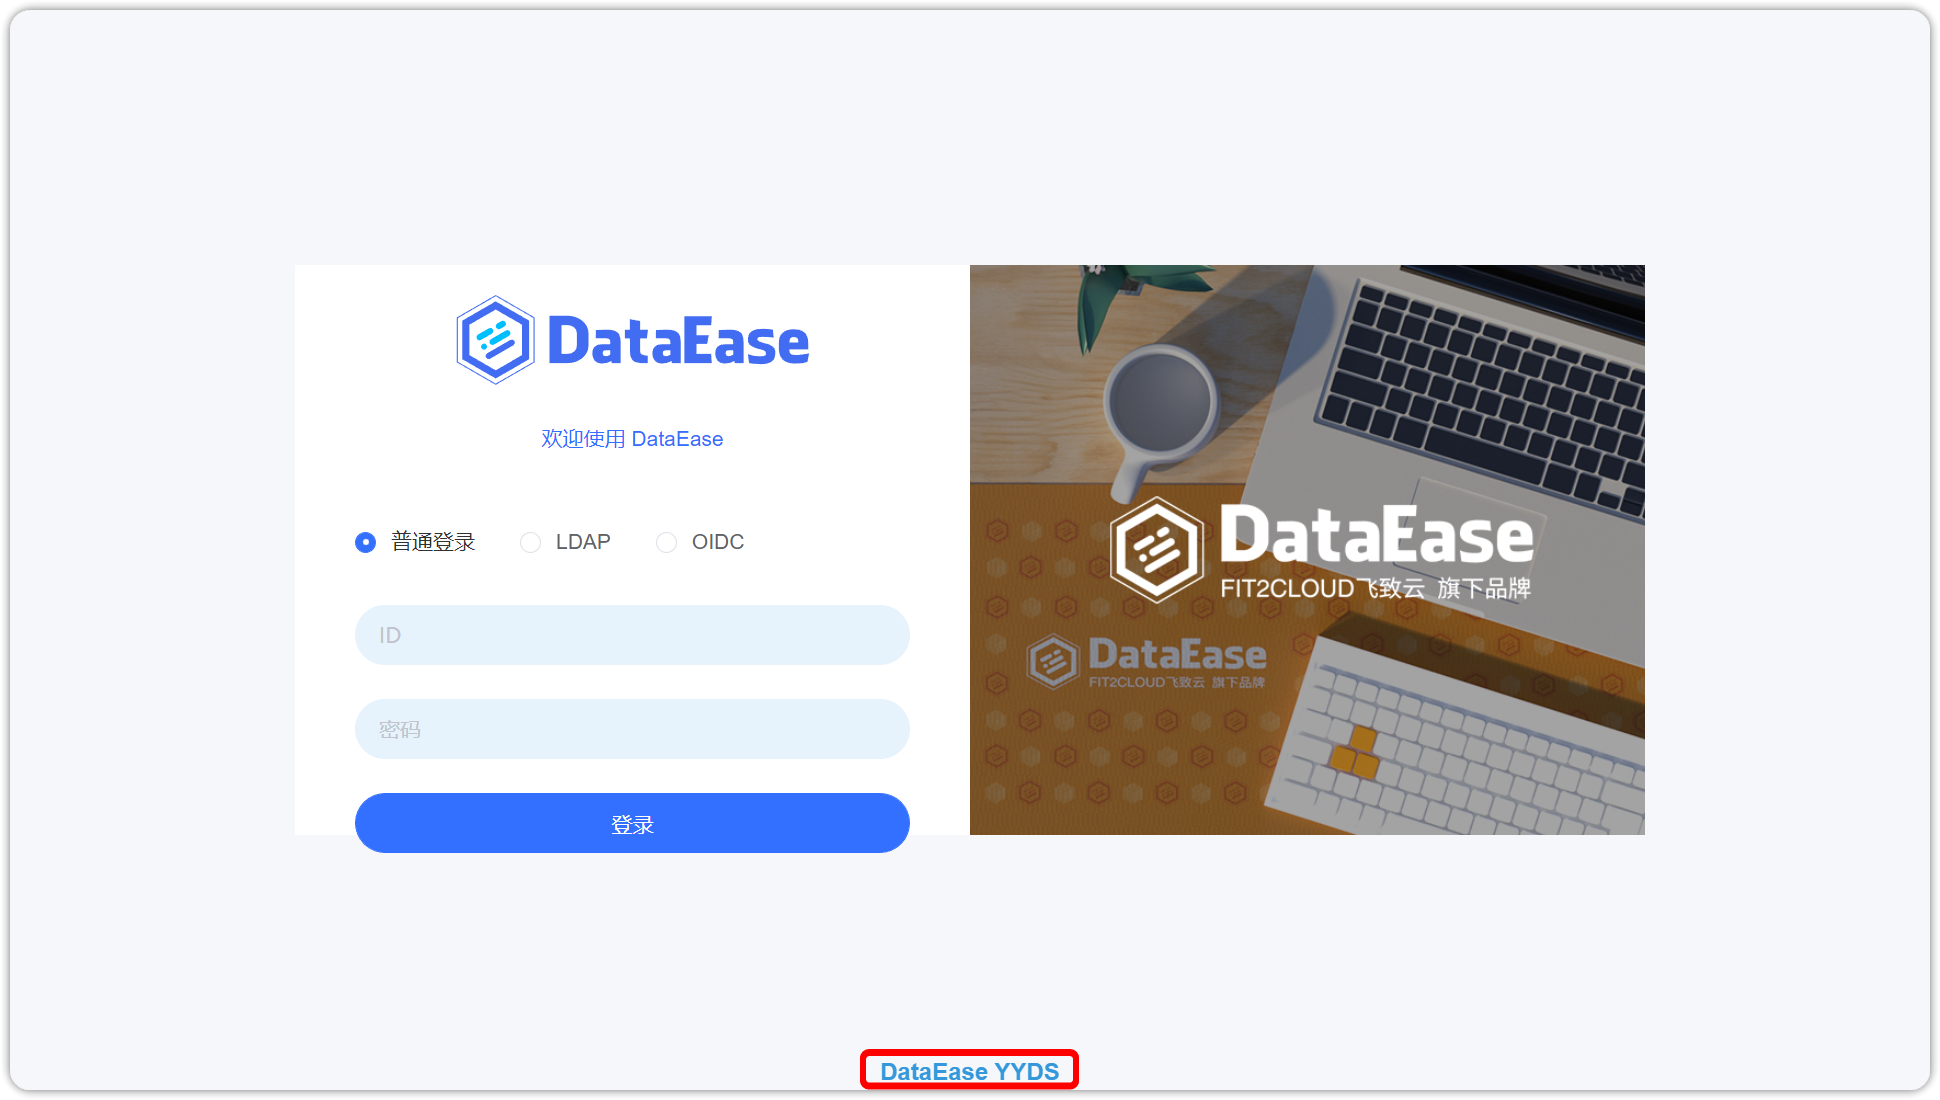 DataEase
欢迎使用 DataEase
普通登录 LDAP OIDC
ID
密码
登录
DataEase
FIT2CLOUD飞致云 旗下品牌
DataEase
FIT2CLOUD飞致云 旗下品牌
DataEase YYDS